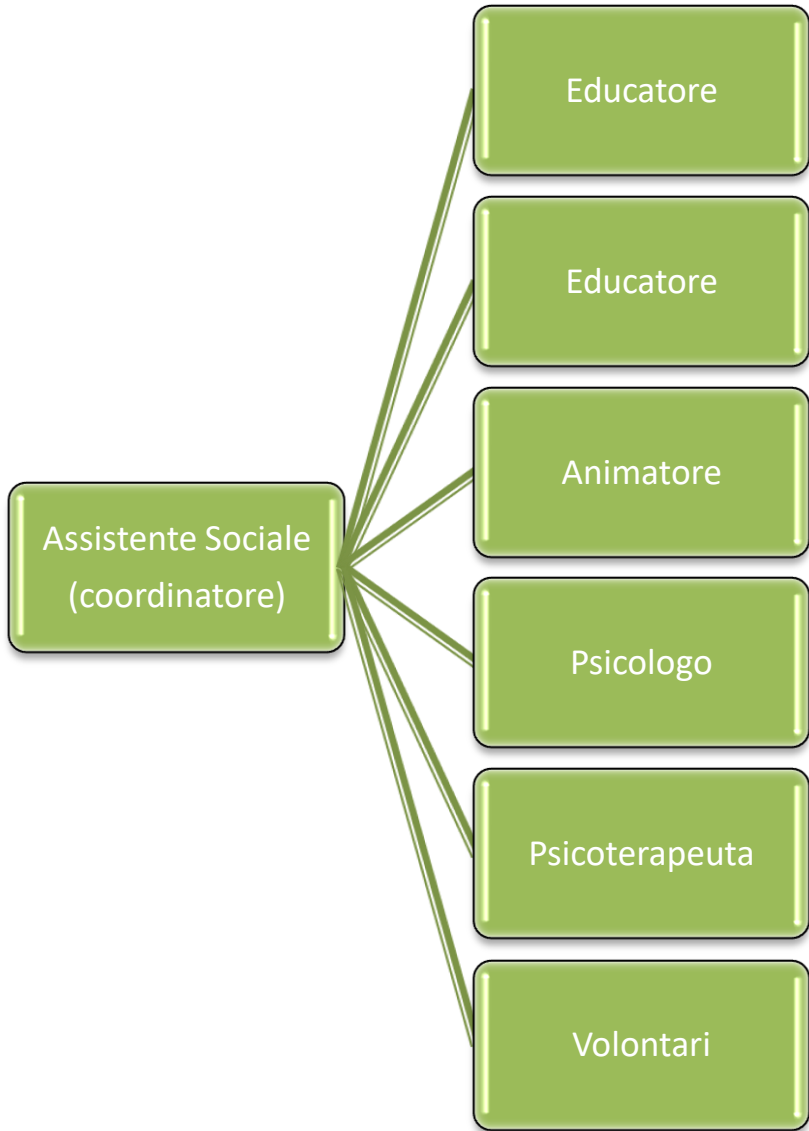 Educatore
Educatore
Animatore
Assistente Sociale
(coordinatore)
Psicologo
Psicoterapeuta
Volontari